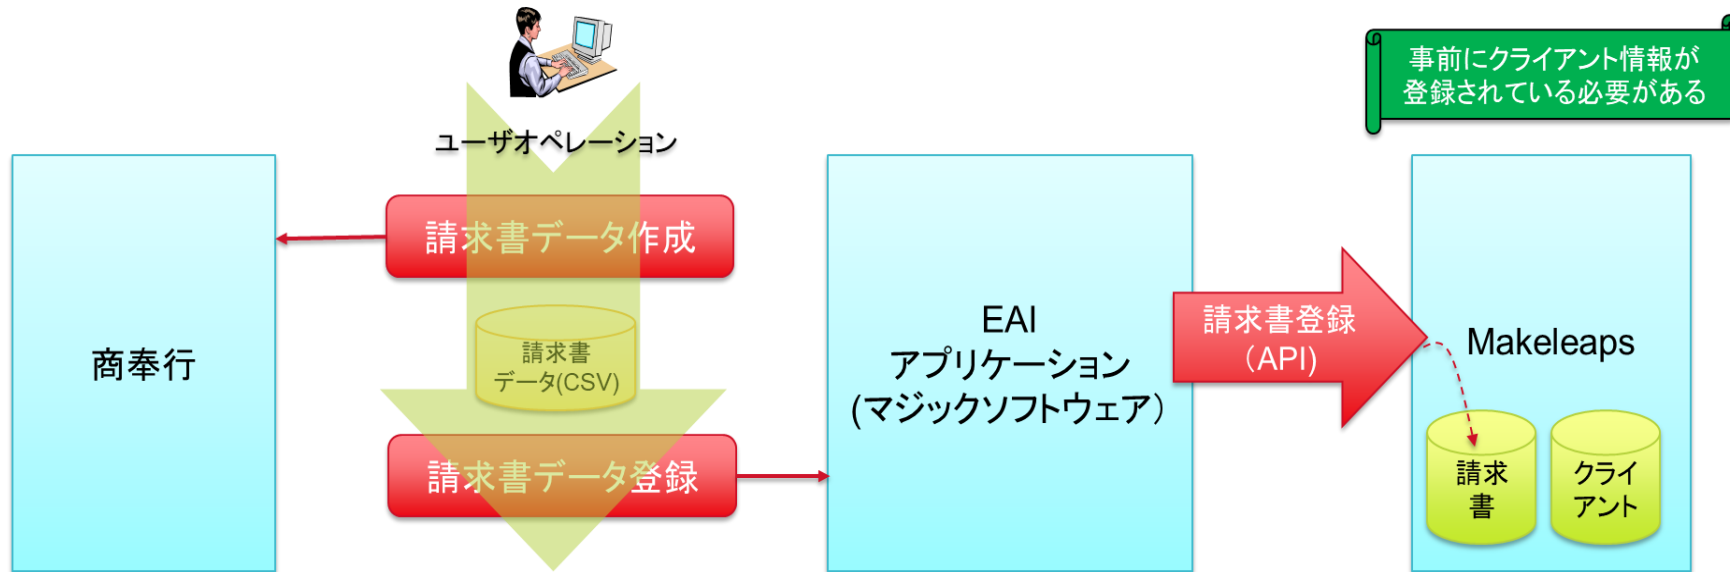 事前にクライアント情報が
登録されている必要がある
ユーザオペレーション
商奉行
請求書データ作成
請求書
データ(CSV)
請求書データ登録
EAI
アプリケーション
(マジックソフトウェア）
請求書登録
（API)
Makeleaps
請求
書
クライ
アント